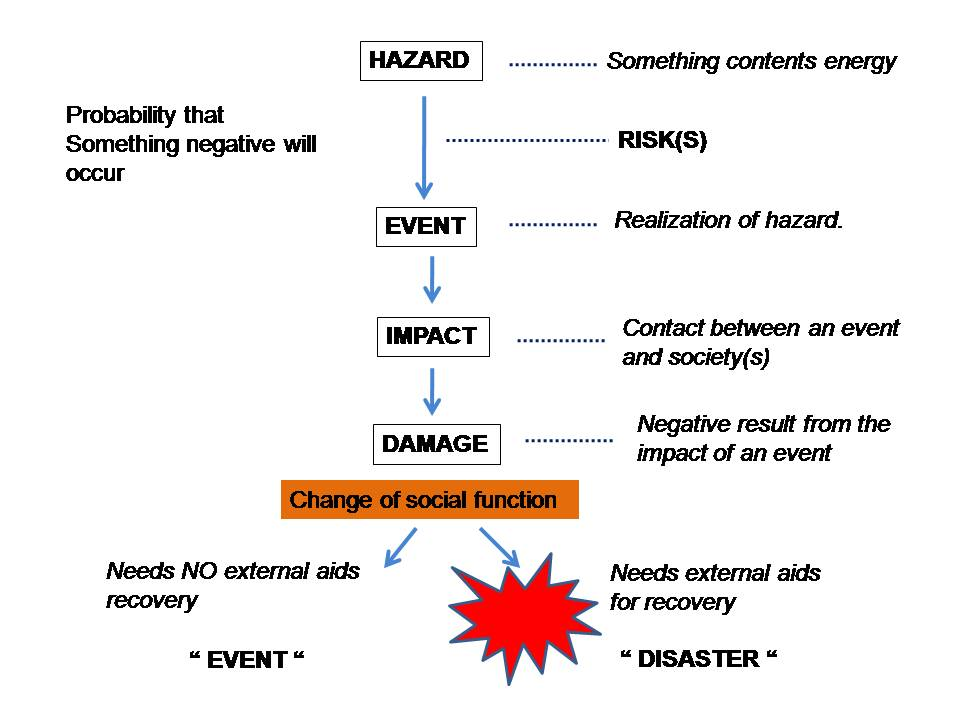 HAZARD
Something contents energy
Probability that
Something negative will
occur
RISK(S)
EVENT
Realization of hazard.
IMPACT
Contact between an event
and society(s)
DAMAGE
Negative result from the
impact of an event
Change of social function
Needs NO external aids
recovery
“ EVENT “
Needs external aids
for recovery
“ DISASTER “